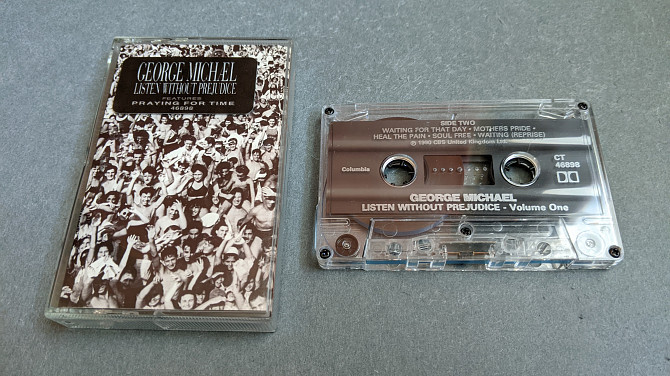 GEORGE MICHAEL
LISTEN WITHOUT PREJUDICE
FEATURES
PRAYING FOR TIME
46898
SIDE TWO
WAITING FOR THAT DAY • MOTHERS PRIDE •
HEAL THE PAIN • SOUL FREE • WAITING (REPRISE)
℗ 1990 CBS United Kingdom Ltd.
Columbia
CT
46898
GEORGE MICHAEL
LISTEN WITHOUT PREJUDICE - Volume One